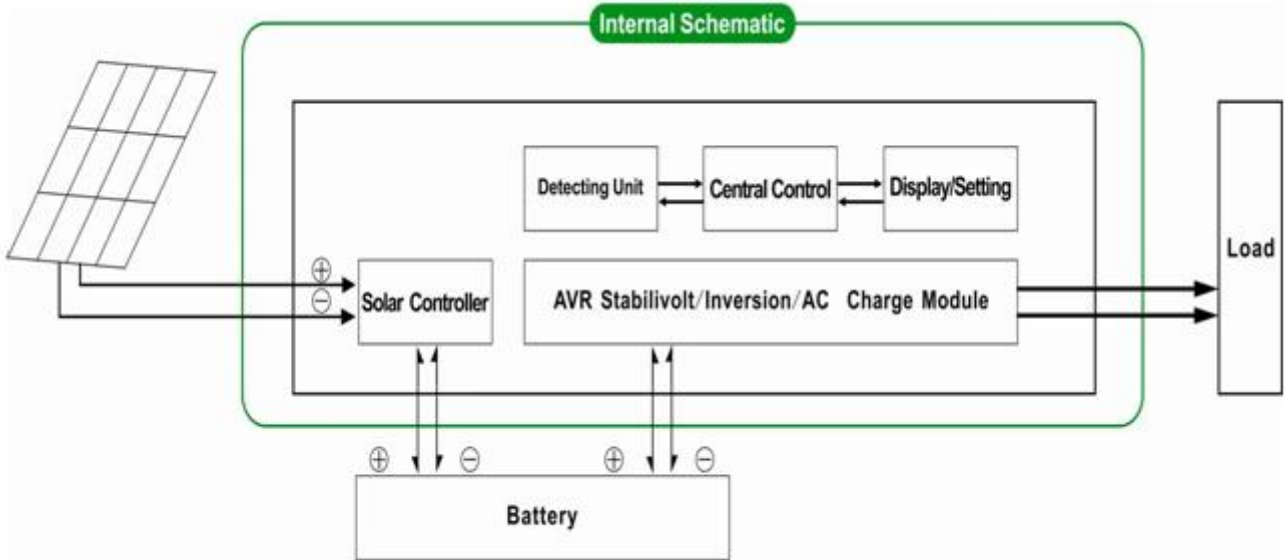 Internal Schematic
Detecting Unit
Central Control
Display/Setting
Load
⊕
⊖
Solar Controller
AVR Stabilivolt/Inversion/AC Charge Module
⊕ ⊖ ⊕ ⊖
Battery